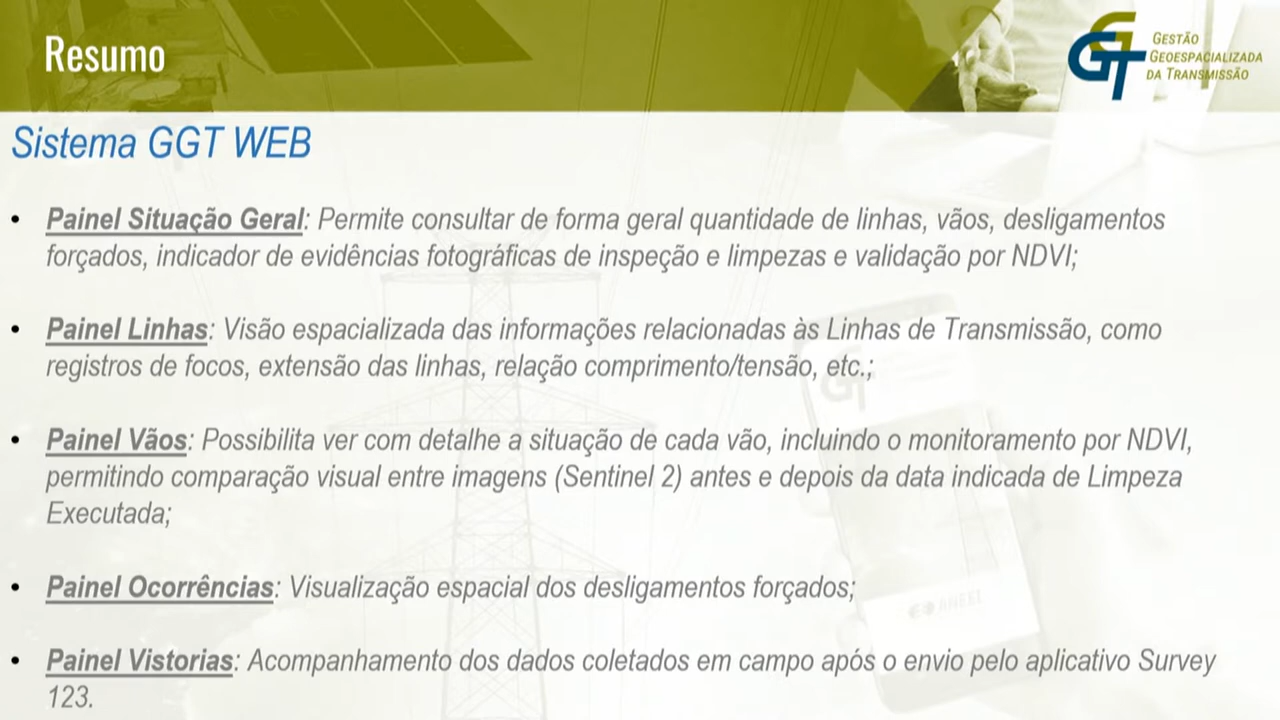 Resumo
GGT
GESTÃO
GEOESPACIALIZADA
DA TRANSMISSÃO
Sistema GGT WEB
• Painel Situação Geral: Permite consultar de forma geral quantidade de linhas, vãos, desligamentos
forçados, indicador de evidências fotográficas de inspeção e limpezas e validação por NDVI;
• Painel Linhas: Visão espacializada das informações relacionadas às Linhas de Transmissão, como
registros de focos, extensão das linhas, relação comprimento/tensão, etc.;
• Painel Vãos: Possibilita ver com detalhe a situação de cada vão, incluindo o monitoramento por NDVI,
permitindo comparação visual entre imagens (Sentinel 2) antes e depois da data indicada de Limpeza
Executada;
• Painel Ocorrências: Visualização espacial dos desligamentos forçados;
ANEEL
• Painel Vistorias: Acompanhamento dos dados coletados em campo após o envio pelo aplicativo Survey
123.